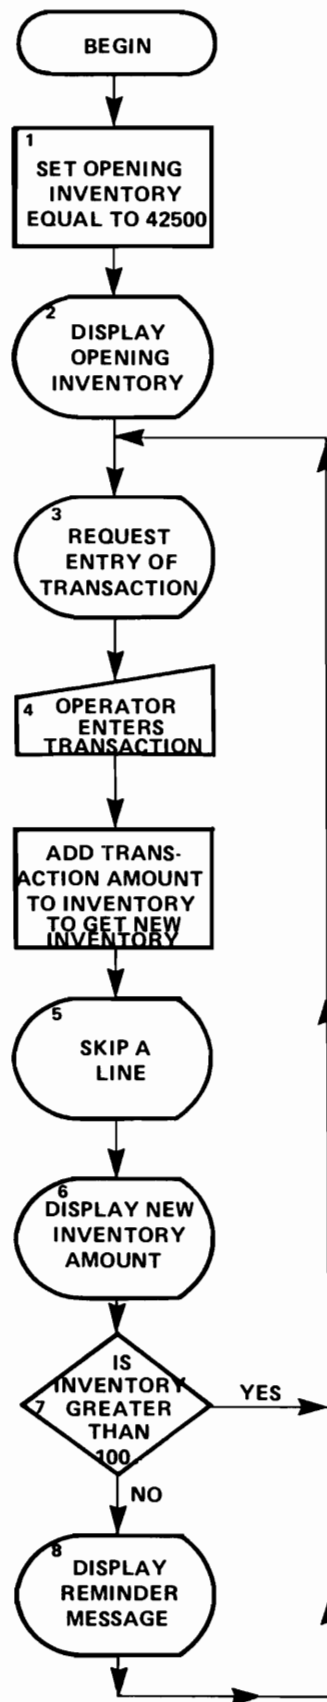 BEGIN
1
SET OPENING
INVENTORY
EQUAL TO 42500
2
DISPLAY
OPENING
INVENTORY
3
REQUEST
ENTRY OF
TRANSACTION
4
OPERATOR
ENTERS
TRANSACTION
ADD TRANS-
ACTION AMOUNT
TO INVENTORY
TO GET NEW
INVENTORY
5
SKIP A
LINE
6
DISPLAY NEW
INVENTORY
AMOUNT
7
IS
INVENTORY
GREATER
THAN
100
YES
NO
8
DISPLAY
REMINDER
MESSAGE